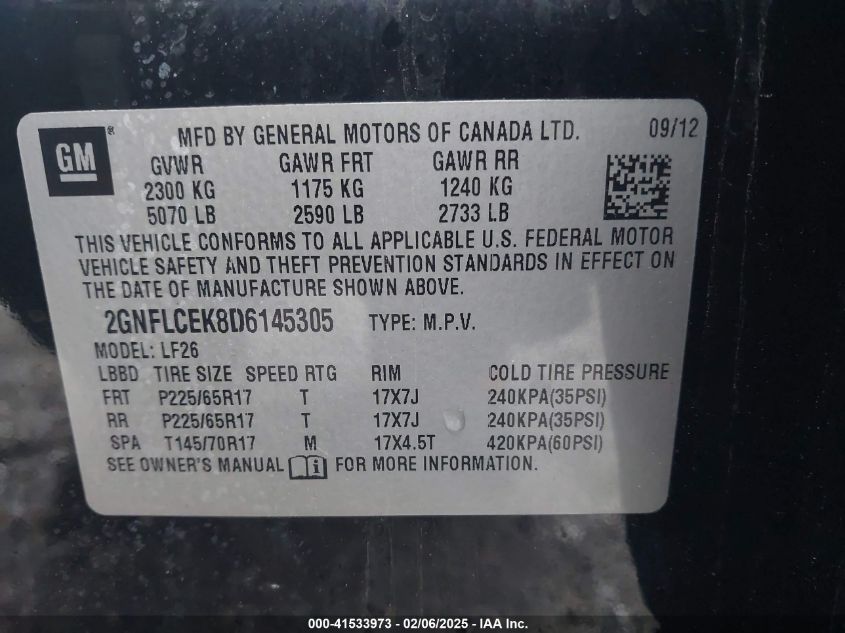 GM ® MFD BY GENERAL MOTORS OF CANADA LTD. 09/12
GVWR GAWR FRT GAWR RR
2300 KG 1175 KG 1240 KG
5070 LB 2590 LB 2733 LB
THIS VEHICLE CONFORMS TO ALL APPLICABLE U.S. FEDERAL MOTOR
VEHICLE SAFETY AND THEFT PREVENTION STANDARDS IN EFFECT ON
THE DATE OF MANUFACTURE SHOWN ABOVE.
2GNFLCEK8D6145305 TYPE: M.P.V.
MODEL: LF26
LBBD TIRE SIZE SPEED RTG RIM COLD TIRE PRESSURE
FRT P225/65R17 T 17X7J 240KPA(35PSI)
RR P225/65R17 T 17X7J 240KPA(35PSI)
SPA T145/70R17 M 17X4.5T 420KPA(60PSI)
SEE OWNER'S MANUAL i FOR MORE INFORMATION.
000-41533973 — 02/06/2025 - IAA Inc.